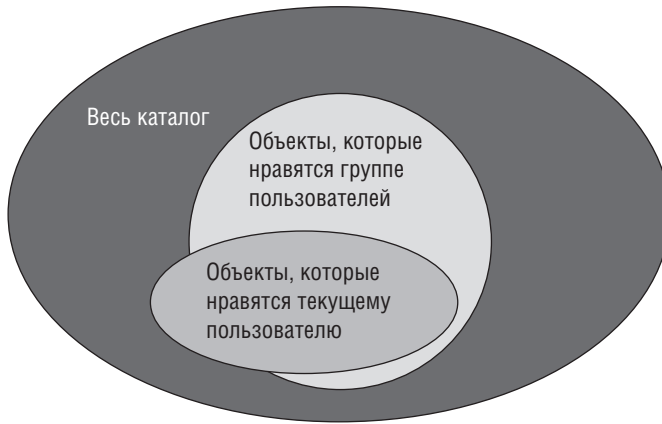 Весь каталог
Объекты, которые
нравятся группе
пользователей
Объекты, которые
нравятся текущему
пользователю